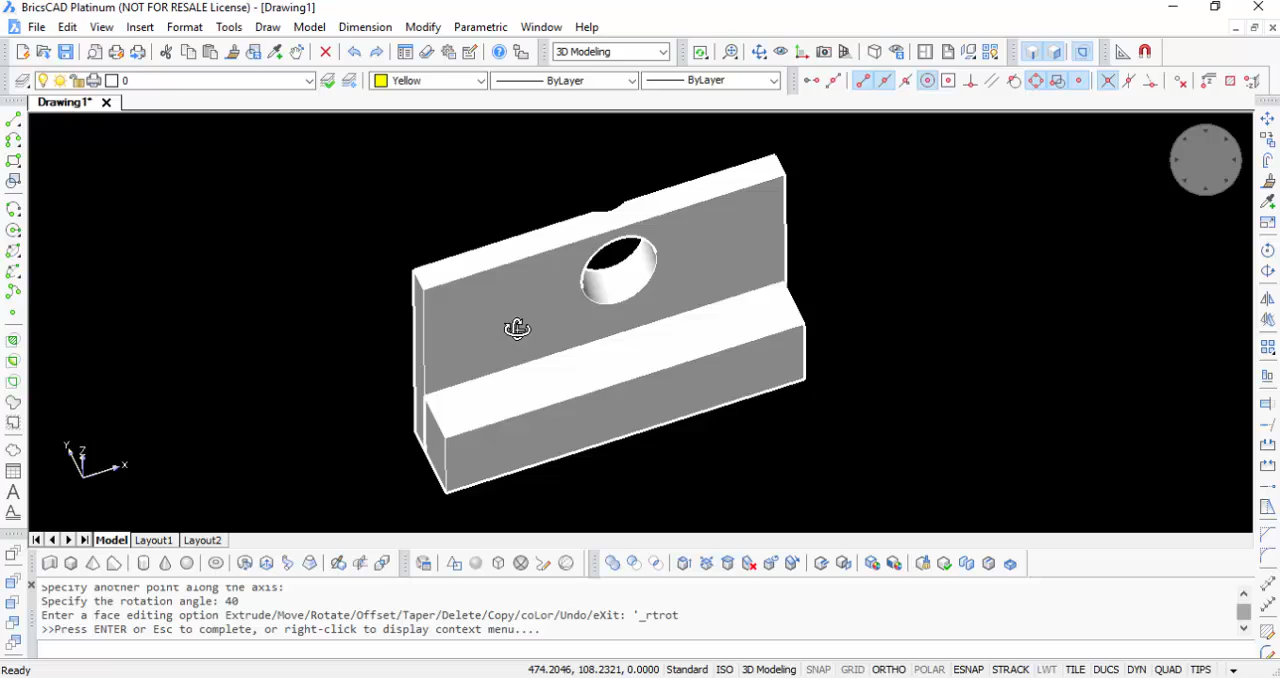 BricsCAD Platinum (NOT FOR RESALE License) - [Drawing1]
File Edit View Insert Format Tools Draw Model Dimension Modify Parametric Window Help
3D Modeling
0 Yellow ByLayer ByLayer
Drawing1*
Y Z X
Model Layout1 Layout2
Specify another point along the axis:
Specify the rotation angle: 40
Enter a face editing option Extrude/Move/Rotate/Offset/Taper/Delete/Copy/coLor/Undo/eXit: '_rtrot
>>Press ENTER or Esc to complete, or right-click to display context menu....
Ready 474.2046, 108.2321, 0.0000 Standard ISO 3D Modeling SNAP GRID ORTHO POLAR ESNAP STRACK LWT TILE DUCS DYN QUAD TIPS